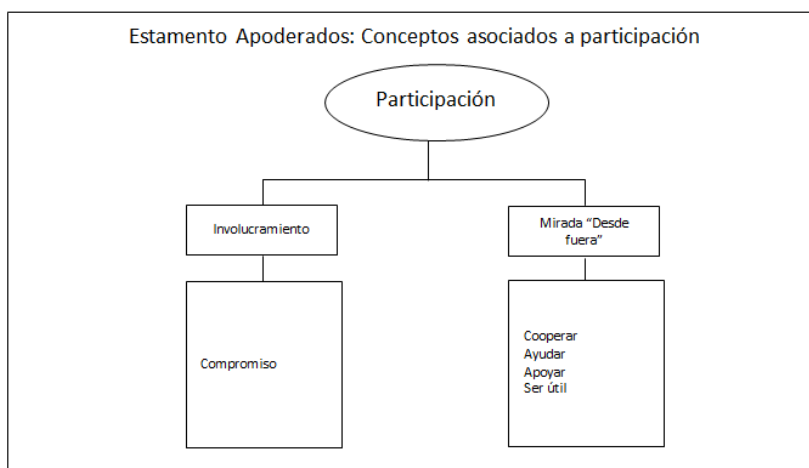 Estamento Apoderados: Conceptos asociados a participación
Participación
Involucramiento
Mirada “Desde
fuera”
Compromiso
Cooperar
Ayudar
Apoyar
Ser útil